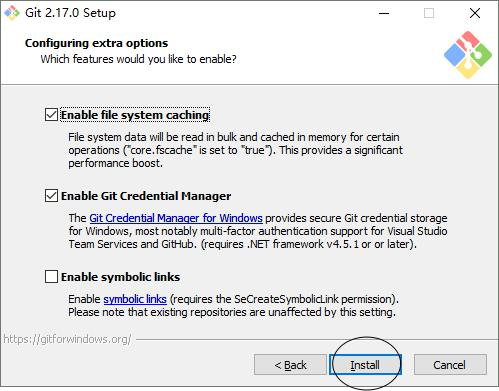 Git 2.17.0 Setup
Configuring extra options
Which features would you like to enable?
Enable file system caching
File system data will be read in bulk and cached in memory for certain
operations ("core.fscache" is set to "true"). This provides a significant
performance boost.
Enable Git Credential Manager
The Git Credential Manager for Windows provides secure Git credential storage
for Windows, most notably multi-factor authentication support for Visual Studio
Team Services and GitHub. (requires .NET framework v4.5.1 or or later).
Enable symbolic links
Enable symbolic links (requires the SeCreateSymbolicLink permission).
Please note that existing repositories are unaffected by this setting.
https://gitforwindows.org/
< Back Install Cancel